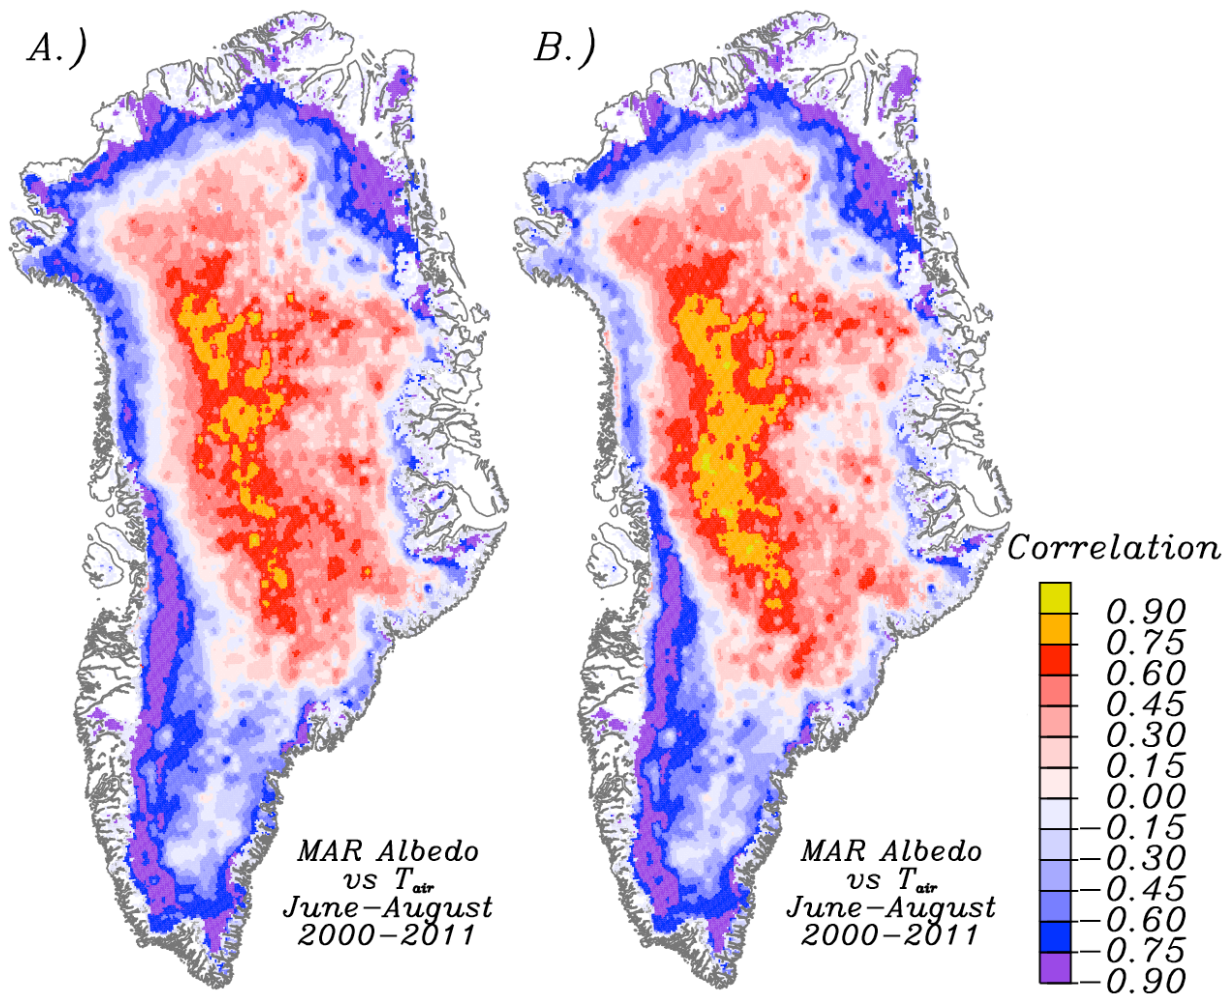 A.)
B.)
Correlation
0.90
0.75
0.60
0.45
0.30
0.15
0.00
−0.15
−0.30
−0.45
−0.60
−0.75
−0.90
MAR Albedo
vs Tair
June−August
2000−2011
MAR Albedo
vs Tair
June−August
2000−2011